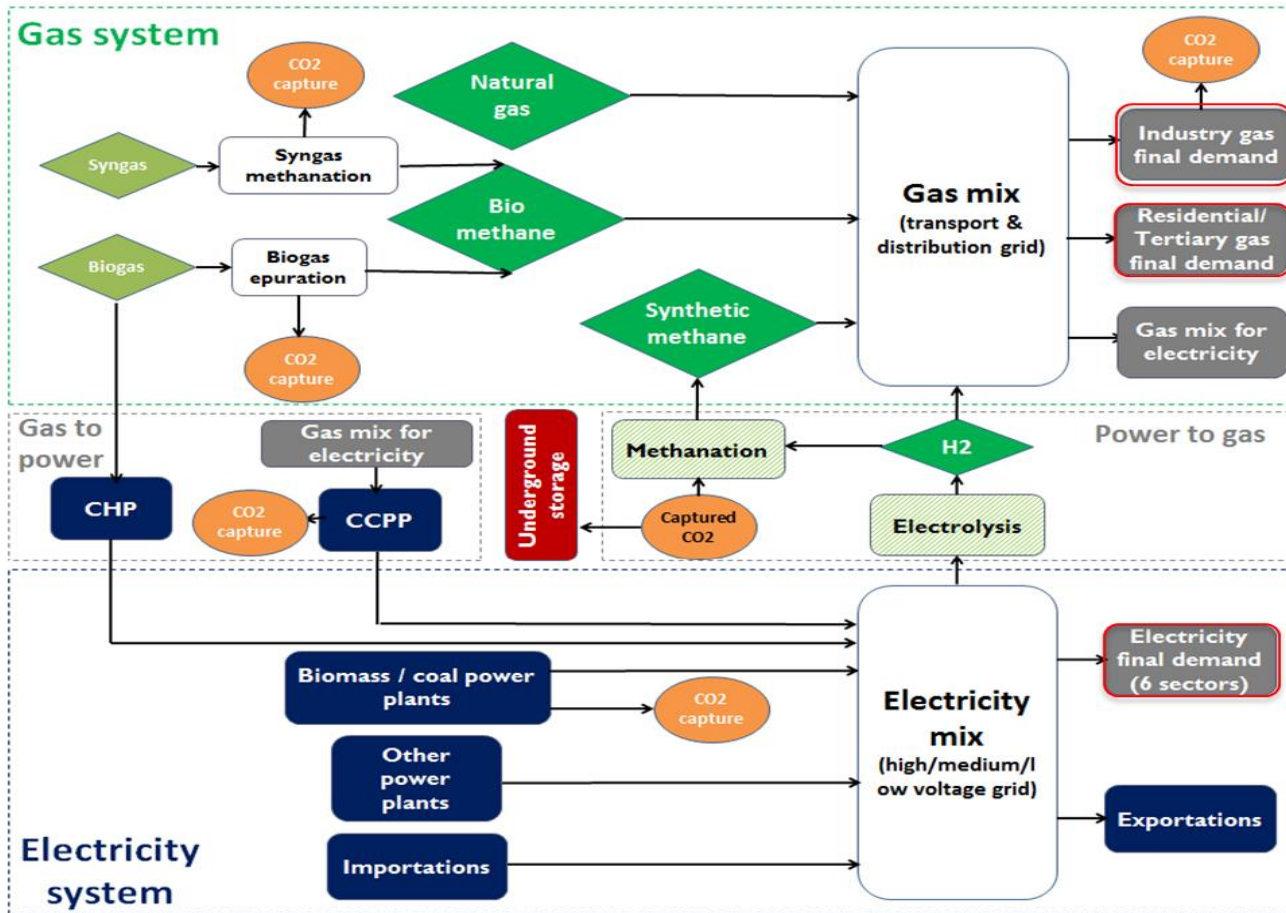 Gas system
CO2
capture
Natural
gas
CO2
capture
Syngas
Syngas
methanation
Industry gas
final demand
Gas mix
(transport &
distribution grid)
Bio
methane
Residential/
Tertiary gas
final demand
Biogas
Biogas
epuration
Synthetic
methane
Gas mix for
electricity
CO2
capture
Gas to
power
Gas mix for
electricity
Underground
storage
Methanation
H2
Power to gas
CHP
CO2
capture
CCPP
Captured
CO2
Electrolysis
Electricity
final demand
(6 sectors)
Biomass / coal power
plants
CO2
capture
Electricity
mix
(high/medium/l
ow voltage grid)
Other
power
plants
Exportations
Importations
Electricity
system